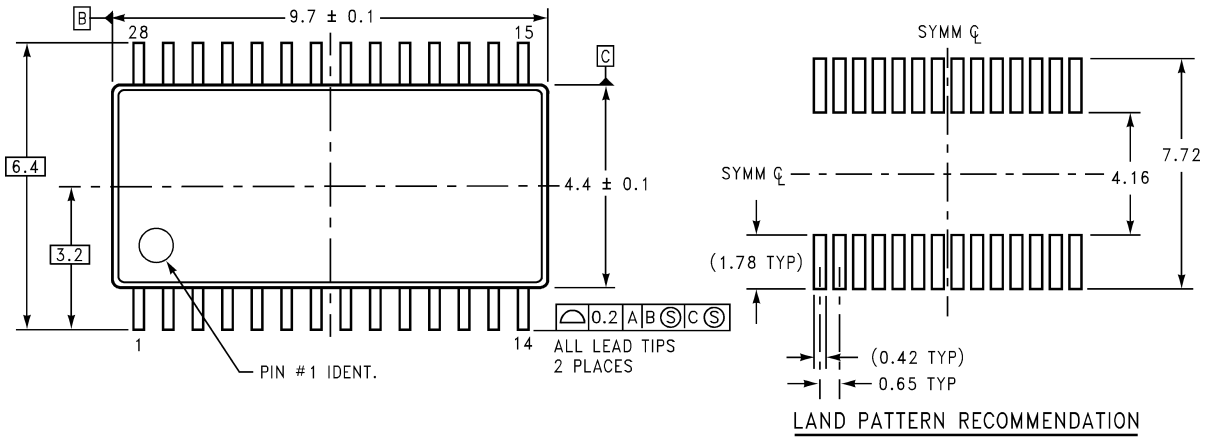 B
9.7 ± 0.1
28
15
C
6.4
3.2
4.4 ± 0.1
1
14
0.2 A B Ⓢ C Ⓢ
ALL LEAD TIPS
2 PLACES
PIN #1 IDENT.
SYMM ℄
SYMM ℄
7.72
4.16
(1.78 TYP)
(0.42 TYP)
0.65 TYP
LAND PATTERN RECOMMENDATION